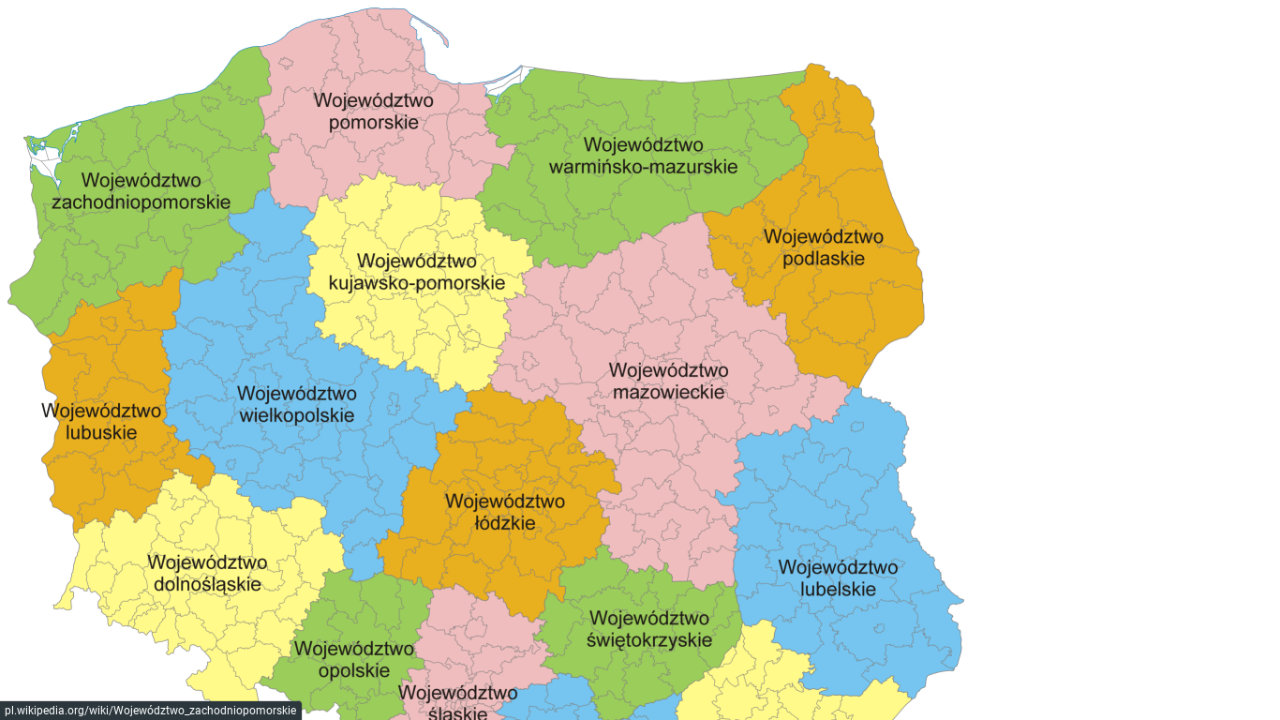 Województwo
pomorskie
Województwo
warmińsko-mazurskie
Województwo
zachodniopomorskie
Województwo
podlaskie
Województwo
kujawsko-pomorskie
Województwo
mazowieckie
Województwo
wielkopolskie
Województwo
lubuskie
Województwo
łódzkie
Województwo
dolnośląskie
Województwo
lubelskie
Województwo
świętokrzyskie
Województwo
opolskie
Województwo
śląskie
pl.wikipedia.org/wiki/Województwo_zachodniopomorskie